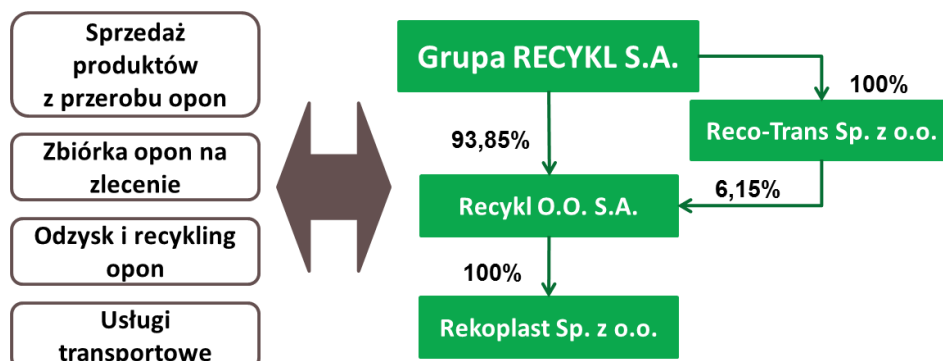 Sprzedaż
produktów
z przerobu opon
Zbiórka opon na
zlecenie
Odzysk i recykling
opon
Usługi
transportowe
Grupa RECYKL S.A.
100%
93,85%
Reco-Trans Sp. z o.o.
6,15%
Recykl O.O. S.A.
100%
Rekoplast Sp. z o.o.